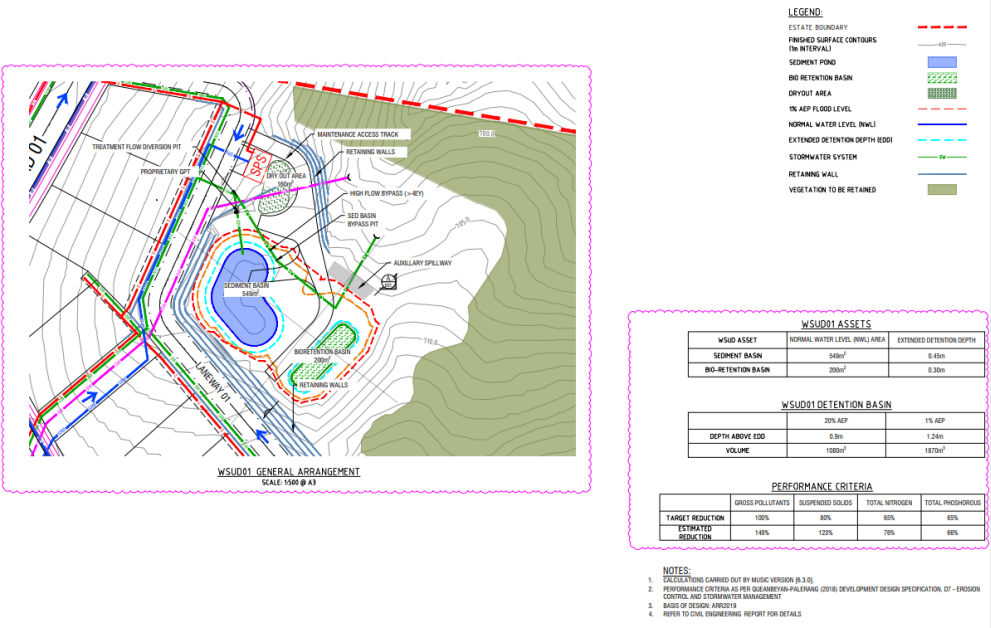 LEGEND:
ESTATE BOUNDARY
FINISHED SURFACE CONTOURS
(1m INTERVAL)
SEDIMENT POND
BIO RETENTION BASIN
DRYOUT AREA
1% AEP FLOOD LEVEL
NORMAL WATER LEVEL (NWL)
EXTENDED DETENTION DEPTH (EDD)
STORMWATER SYSTEM
SW
RETAINING WALL
VEGETATION TO BE RETAINED
MAINTENANCE ACCESS TRACK
700.0
TREATMENT FLOW DIVERSION PIT
RETAINING WALLS
SPS
PROPRIETARY GPT
DRY OUT AREA
160m²
HIGH FLOW BYPASS (>4EY)
SED BASIN
BYPASS PIT
705.0
AUXILLARY SPILLWAY
SEDIMENT BASIN
549m²
710.0
BIORETENTION BASIN
200m²
RETAINING WALLS
LANEWAY 01
WSUD01 GENERAL ARRANGEMENT
SCALE: 1:500 @ A3
WSUD01 ASSETS
WSUD ASSET NORMAL WATER LEVEL (NWL) AREA EXTENDED DETENTION DEPTH
SEDIMENT BASIN 549m² 0.45m
BIO-RETENTION BASIN 200m² 0.30m
WSUD01 DETENTION BASIN
20% AEP 1% AEP
DEPTH ABOVE EDD 0.9m 1.24m
VOLUME 1080m³ 1870m³
PERFORMANCE CRITERIA
GROSS POLLUTANTS SUSPENDED SOLIDS TOTAL NITROGEN TOTAL PHOSHOROUS
TARGET REDUCTION 100% 80% 65% 65%
ESTIMATED
REDUCTION 149% 123% 76% 66%
NOTES:
1. CALCULATIONS CARRIED OUT BY MUSIC VERSION [6.3.0].
2. PERFORMANCE CRITERIA AS PER QUEANBEYAN-PALERANG (2018) DEVELOPMENT DESIGN SPECIFICATION, D7 - EROSION
CONTROL AND STORMWATER MANAGEMENT
3. BASIS OF DESIGN: ARR2019
4. REFER TO CIVIL ENGINEERING REPORT FOR DETAILS